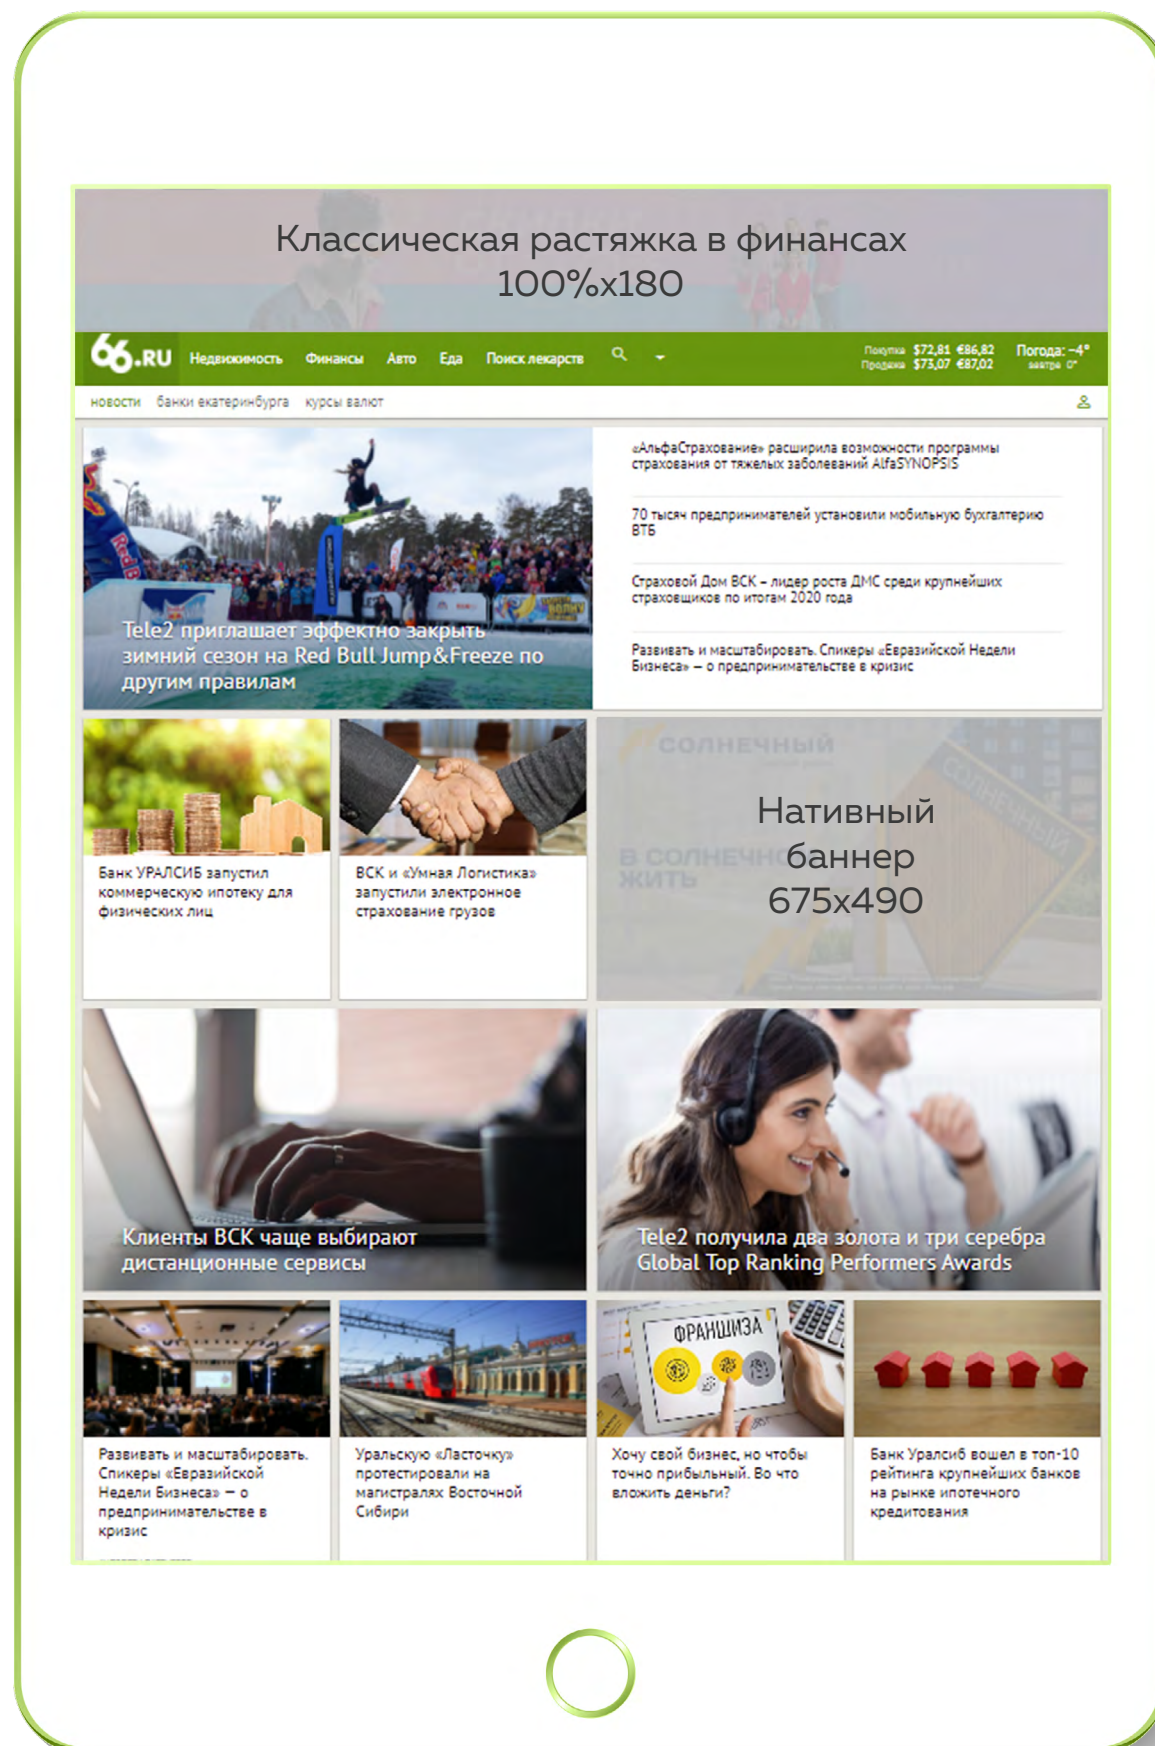 Классическая растяжка в финансах
100%x180
66.RU Недвижимость Финансы Авто Еда Поиск лекарств
Покупка $72,81 €86,82
Продажа $73,07 €87,02
Погода: -4°
завтра 0°
новости банки екатеринбурга курсы валют
Red B
Tele2 приглашает эффектно закрыть
зимний сезон на Red Bull Jump&Freeze по
другим правилам
«АльфаСтрахование» расширила возможности программы
страхования от тяжелых заболеваний AlfaSYNOPSIS
70 тысяч предпринимателей установили мобильную бухгалтерию
ВТБ
Страховой Дом ВСК – лидер роста ДМС среди крупнейших
страховщиков по итогам 2020 года
Развивать и масштабировать. Спикеры «Евразийской Недели
Бизнеса» — о предпринимательстве в кризис
Банк УРАЛСИБ запустил
коммерческую ипотеку для
физических лиц
ВСК и «Умная Логистика»
запустили электронное
страхование грузов
СОЛНЕЧНЫЙ
СОЛНЕЧНЫЙ
В СОЛНЕЧНО
ЖИТЬ
Нативный
баннер
675x490
Клиенты ВСК чаще выбирают
дистанционные сервисы
Tele2 получила два золота и три серебра
Global Top Ranking Performers Awards
ФРАНШИЗА
Развивать и масштабировать.
Спикеры «Евразийской
Недели Бизнеса» — о
предпринимательстве в
кризис
Уральскую «Ласточку»
протестировали на
магистралях Восточной
Сибири
Хочу свой бизнес, но чтобы
точно прибыльный. Во что
вложить деньги?
Банк Уралсиб вошел в топ-10
рейтинга крупнейших банков
на рынке ипотечного
кредитования